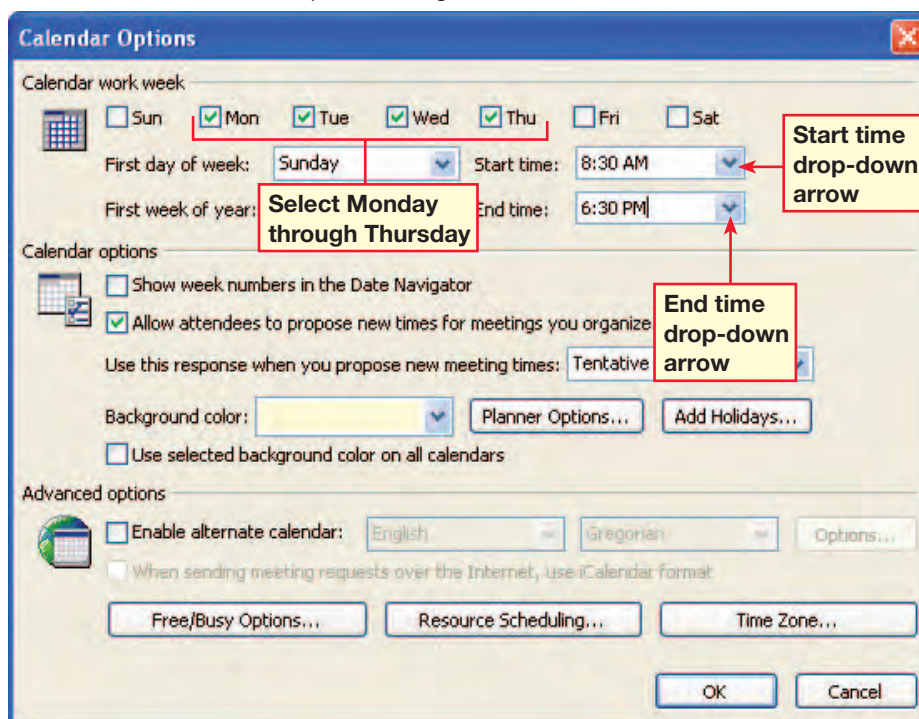 Calendar Options
Calendar work week
Sun Mon Tue Wed Thu Fri Sat
Start time
drop-down
arrow
First day of week: Sunday Start time: 8:30 AM
First week of year: End time: 6:30 PM
Select Monday
through Thursday
Calendar options
Show week numbers in the Date Navigator
Allow attendees to propose new times for meetings you organize
End time
drop-down
arrow
Use this response when you propose new meeting times: Tentative
Background color: Planner Options... Add Holidays...
Use selected background color on all calendars
Advanced options
Enable alternate calendar: English Gregorian Options...
When sending meeting requests over the Internet, use iCalendar format
Free/Busy Options... Resource Scheduling... Time Zone...
OK Cancel